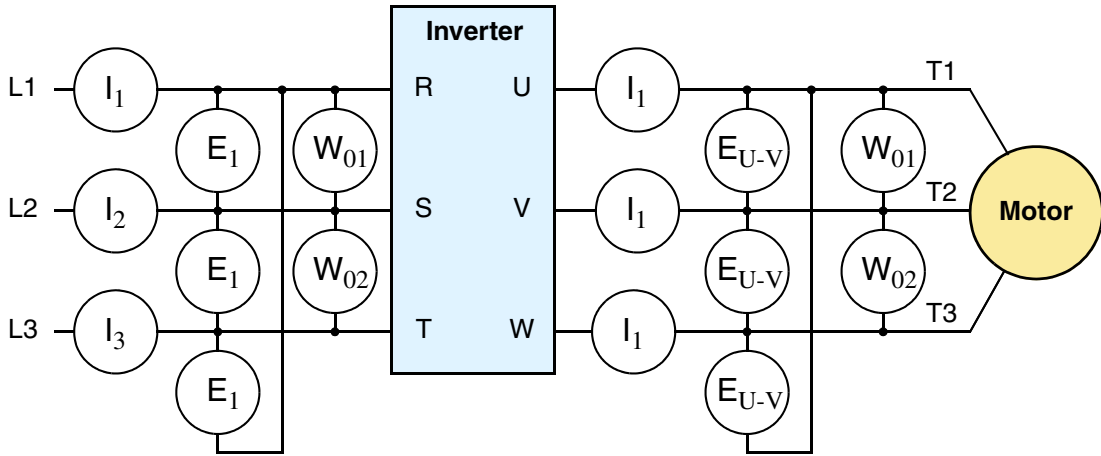 Inverter
L1 I1 R U I1 T1
E1 W01 EU-V W01
L2 I2 S V I1 T2 Motor
E1 W02 EU-V W02
L3 I3 T W I1 T3
E1 EU-V